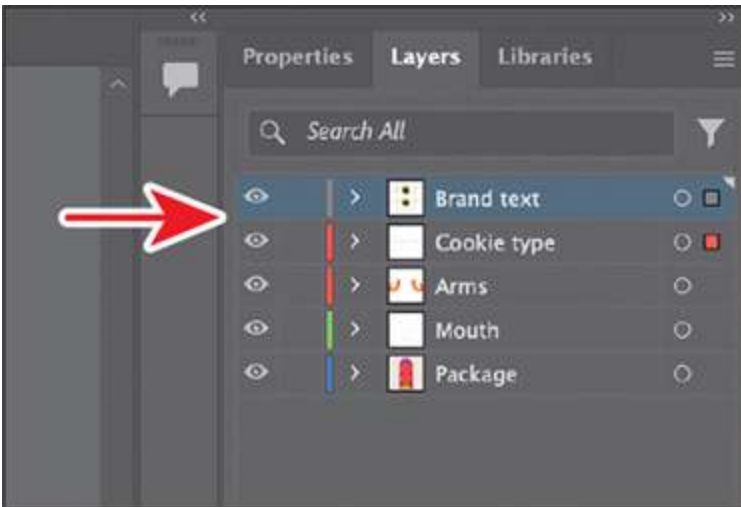 Properties Layers Libraries
Search All
Brand text
Cookie type
Arms
Mouth
Package